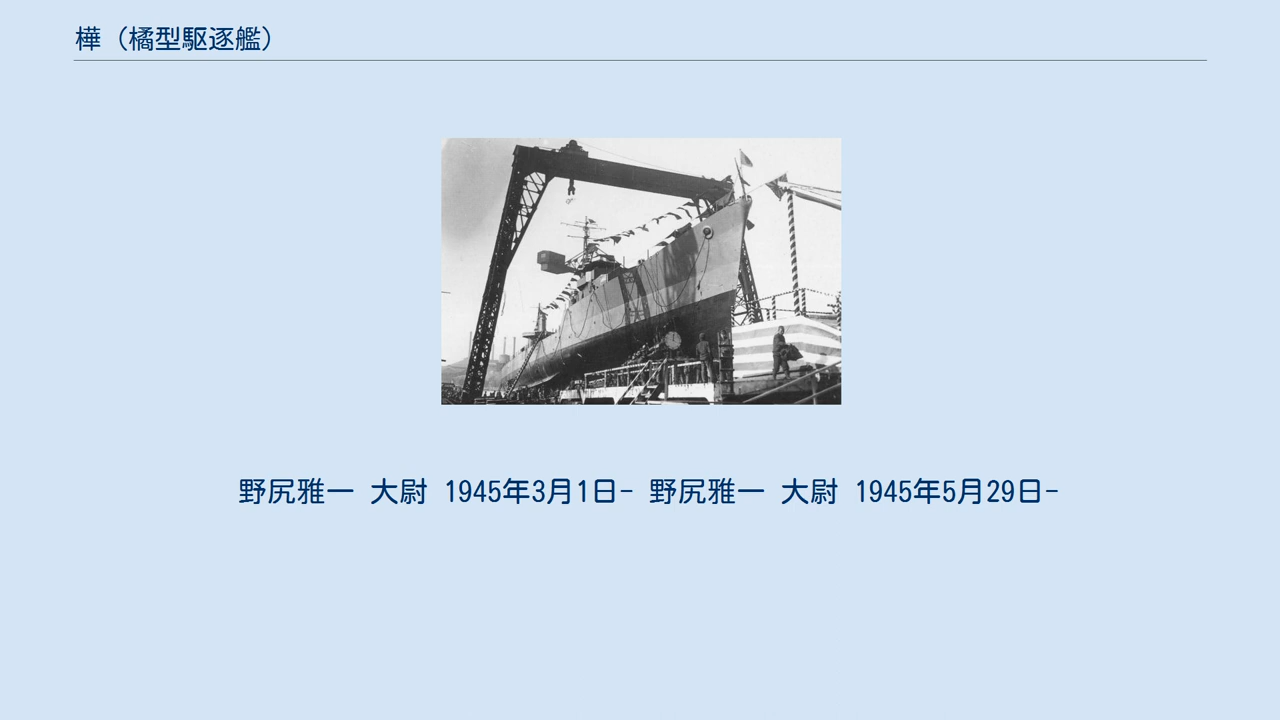 樺（橘型駆逐艦）
野尻雅一 大尉 1945年3月1日- 野尻雅一 大尉 1945年5月29日-